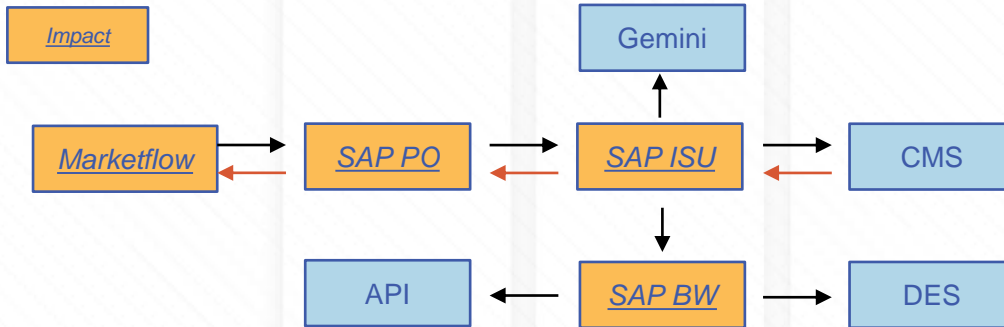 Impact
Gemini
Marketflow
SAP PO
SAP ISU
CMS
API
SAP BW
DES